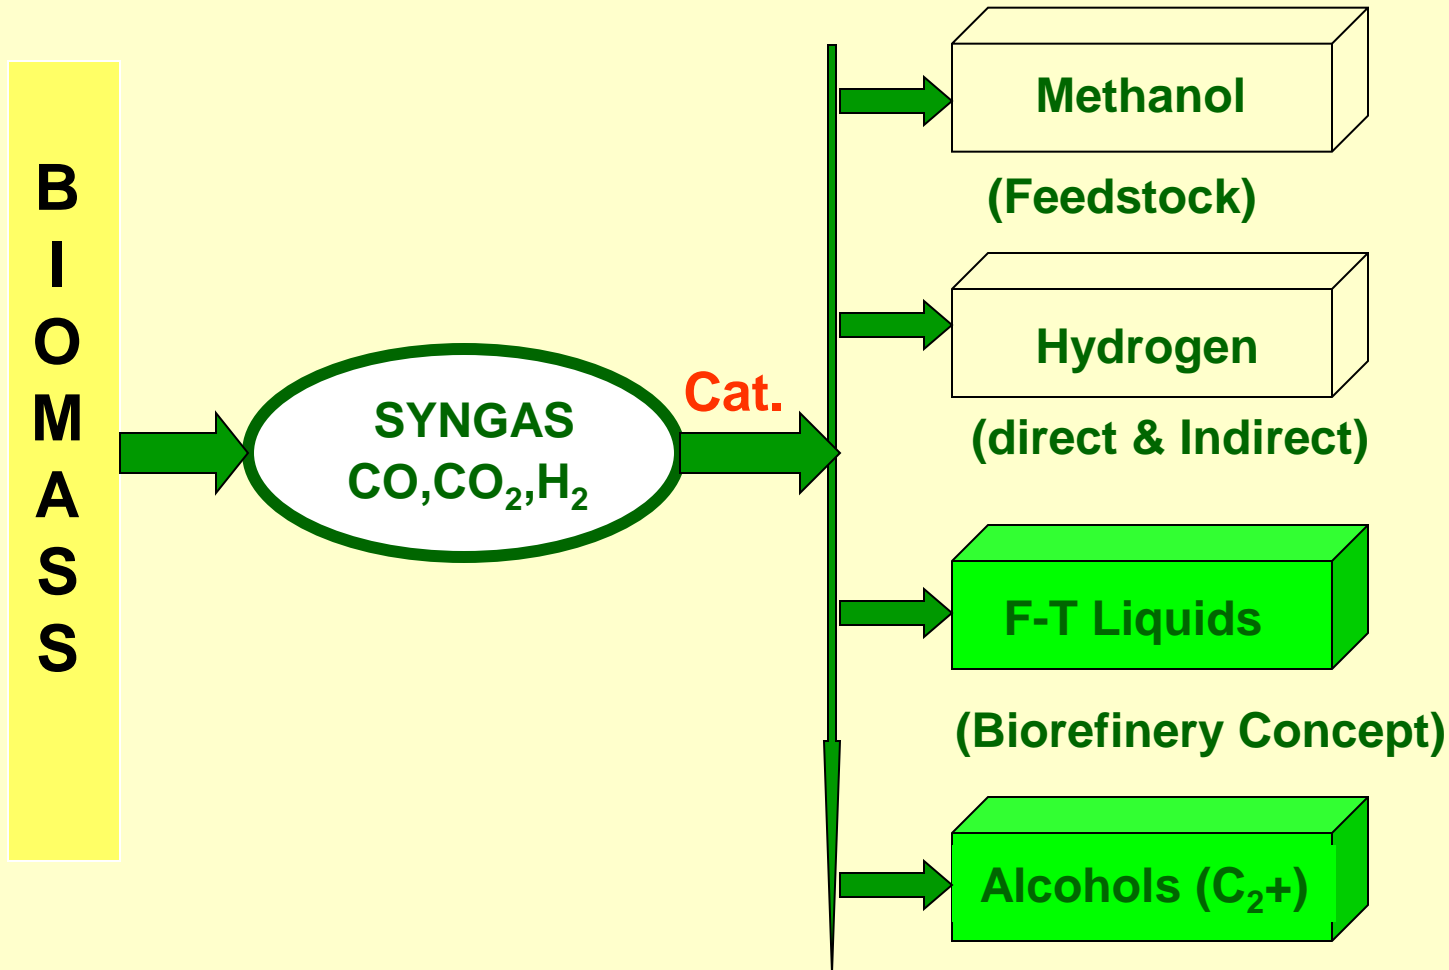 B
I
O
M
A
S
S
SYNGAS
CO,CO₂,H₂
Cat.
Methanol
(Feedstock)
Hydrogen
(direct & Indirect)
F-T Liquids
(Biorefinery Concept)
Alcohols (C₂+)